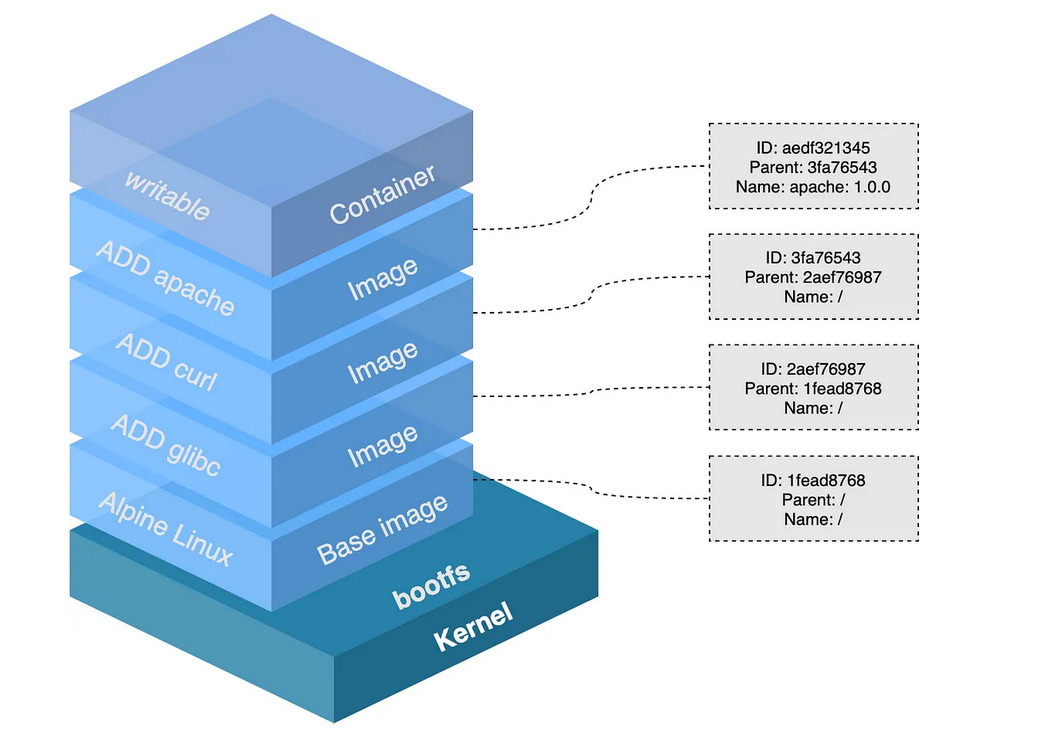 writable
Container
ADD apache
Image
ADD curl
Image
ADD glibc
Image
Alpine Linux
Base image
bootfs
Kernel
ID: aedf321345
Parent: 3fa76543
Name: apache: 1.0.0
ID: 3fa76543
Parent: 2aef76987
Name: /
ID: 2aef76987
Parent: 1fead8768
Name: /
ID: 1fead8768
Parent: /
Name: /